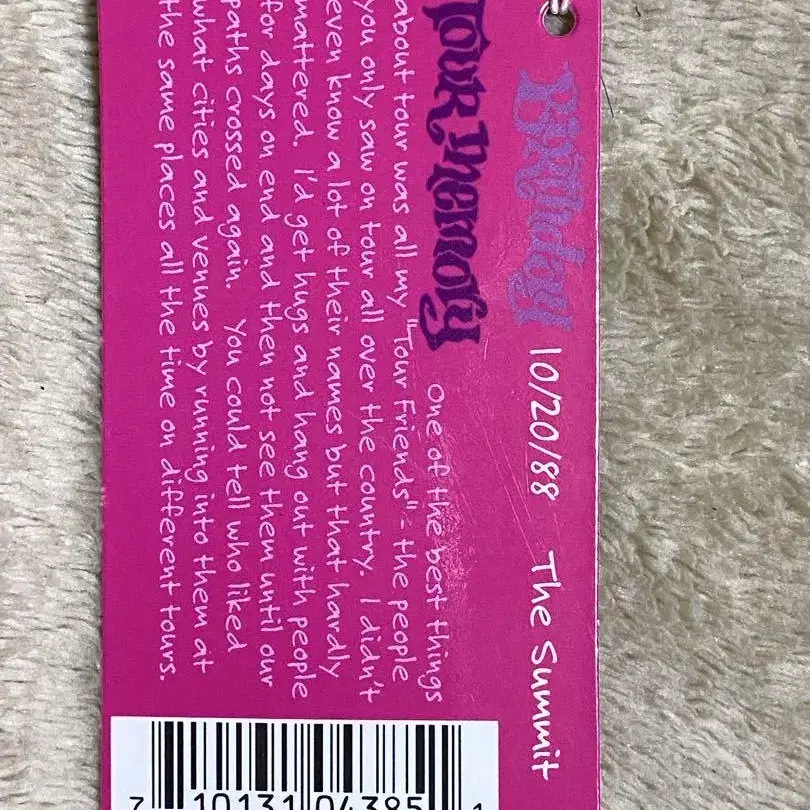 Birthday 10/20/88 The Summit
Tour Memory One of the best things
about tour was all my "Tour Friends" - the people
you only saw on tour all over the country. I didn't
even know a lot of their names but that hardly
mattered. I'd get hugs and hang out with people
for days on end and then not see them until our
paths crossed again. You could tell who liked
what cities and venues by running into them at
the same places all the time on different tours.
7 10131 04385 1